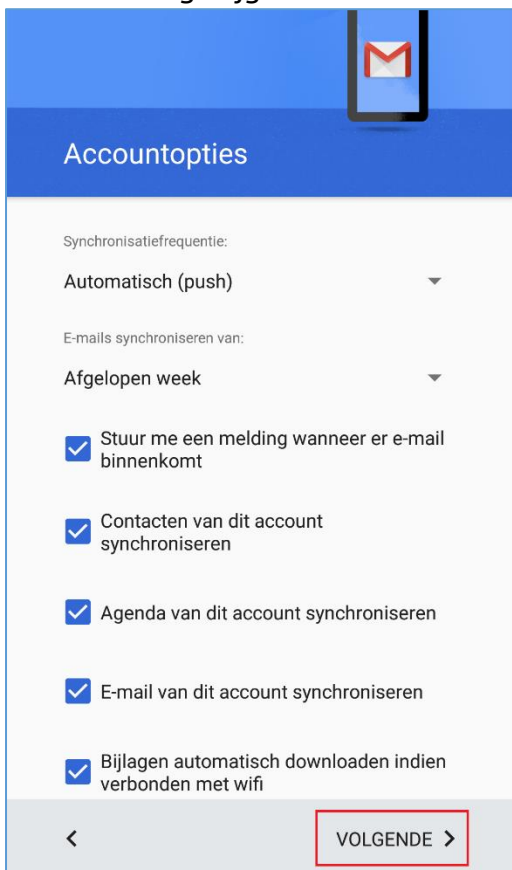 Accountopties
Synchronisatiefrequentie:
Automatisch (push)
E-mails synchroniseren van:
Afgelopen week
Stuur me een melding wanneer er e-mail
binnenkomt
Contacten van dit account
synchroniseren
Agenda van dit account synchroniseren
E-mail van dit account synchroniseren
Bijlagen automatisch downloaden indien
verbonden met wifi
VOLGENDE